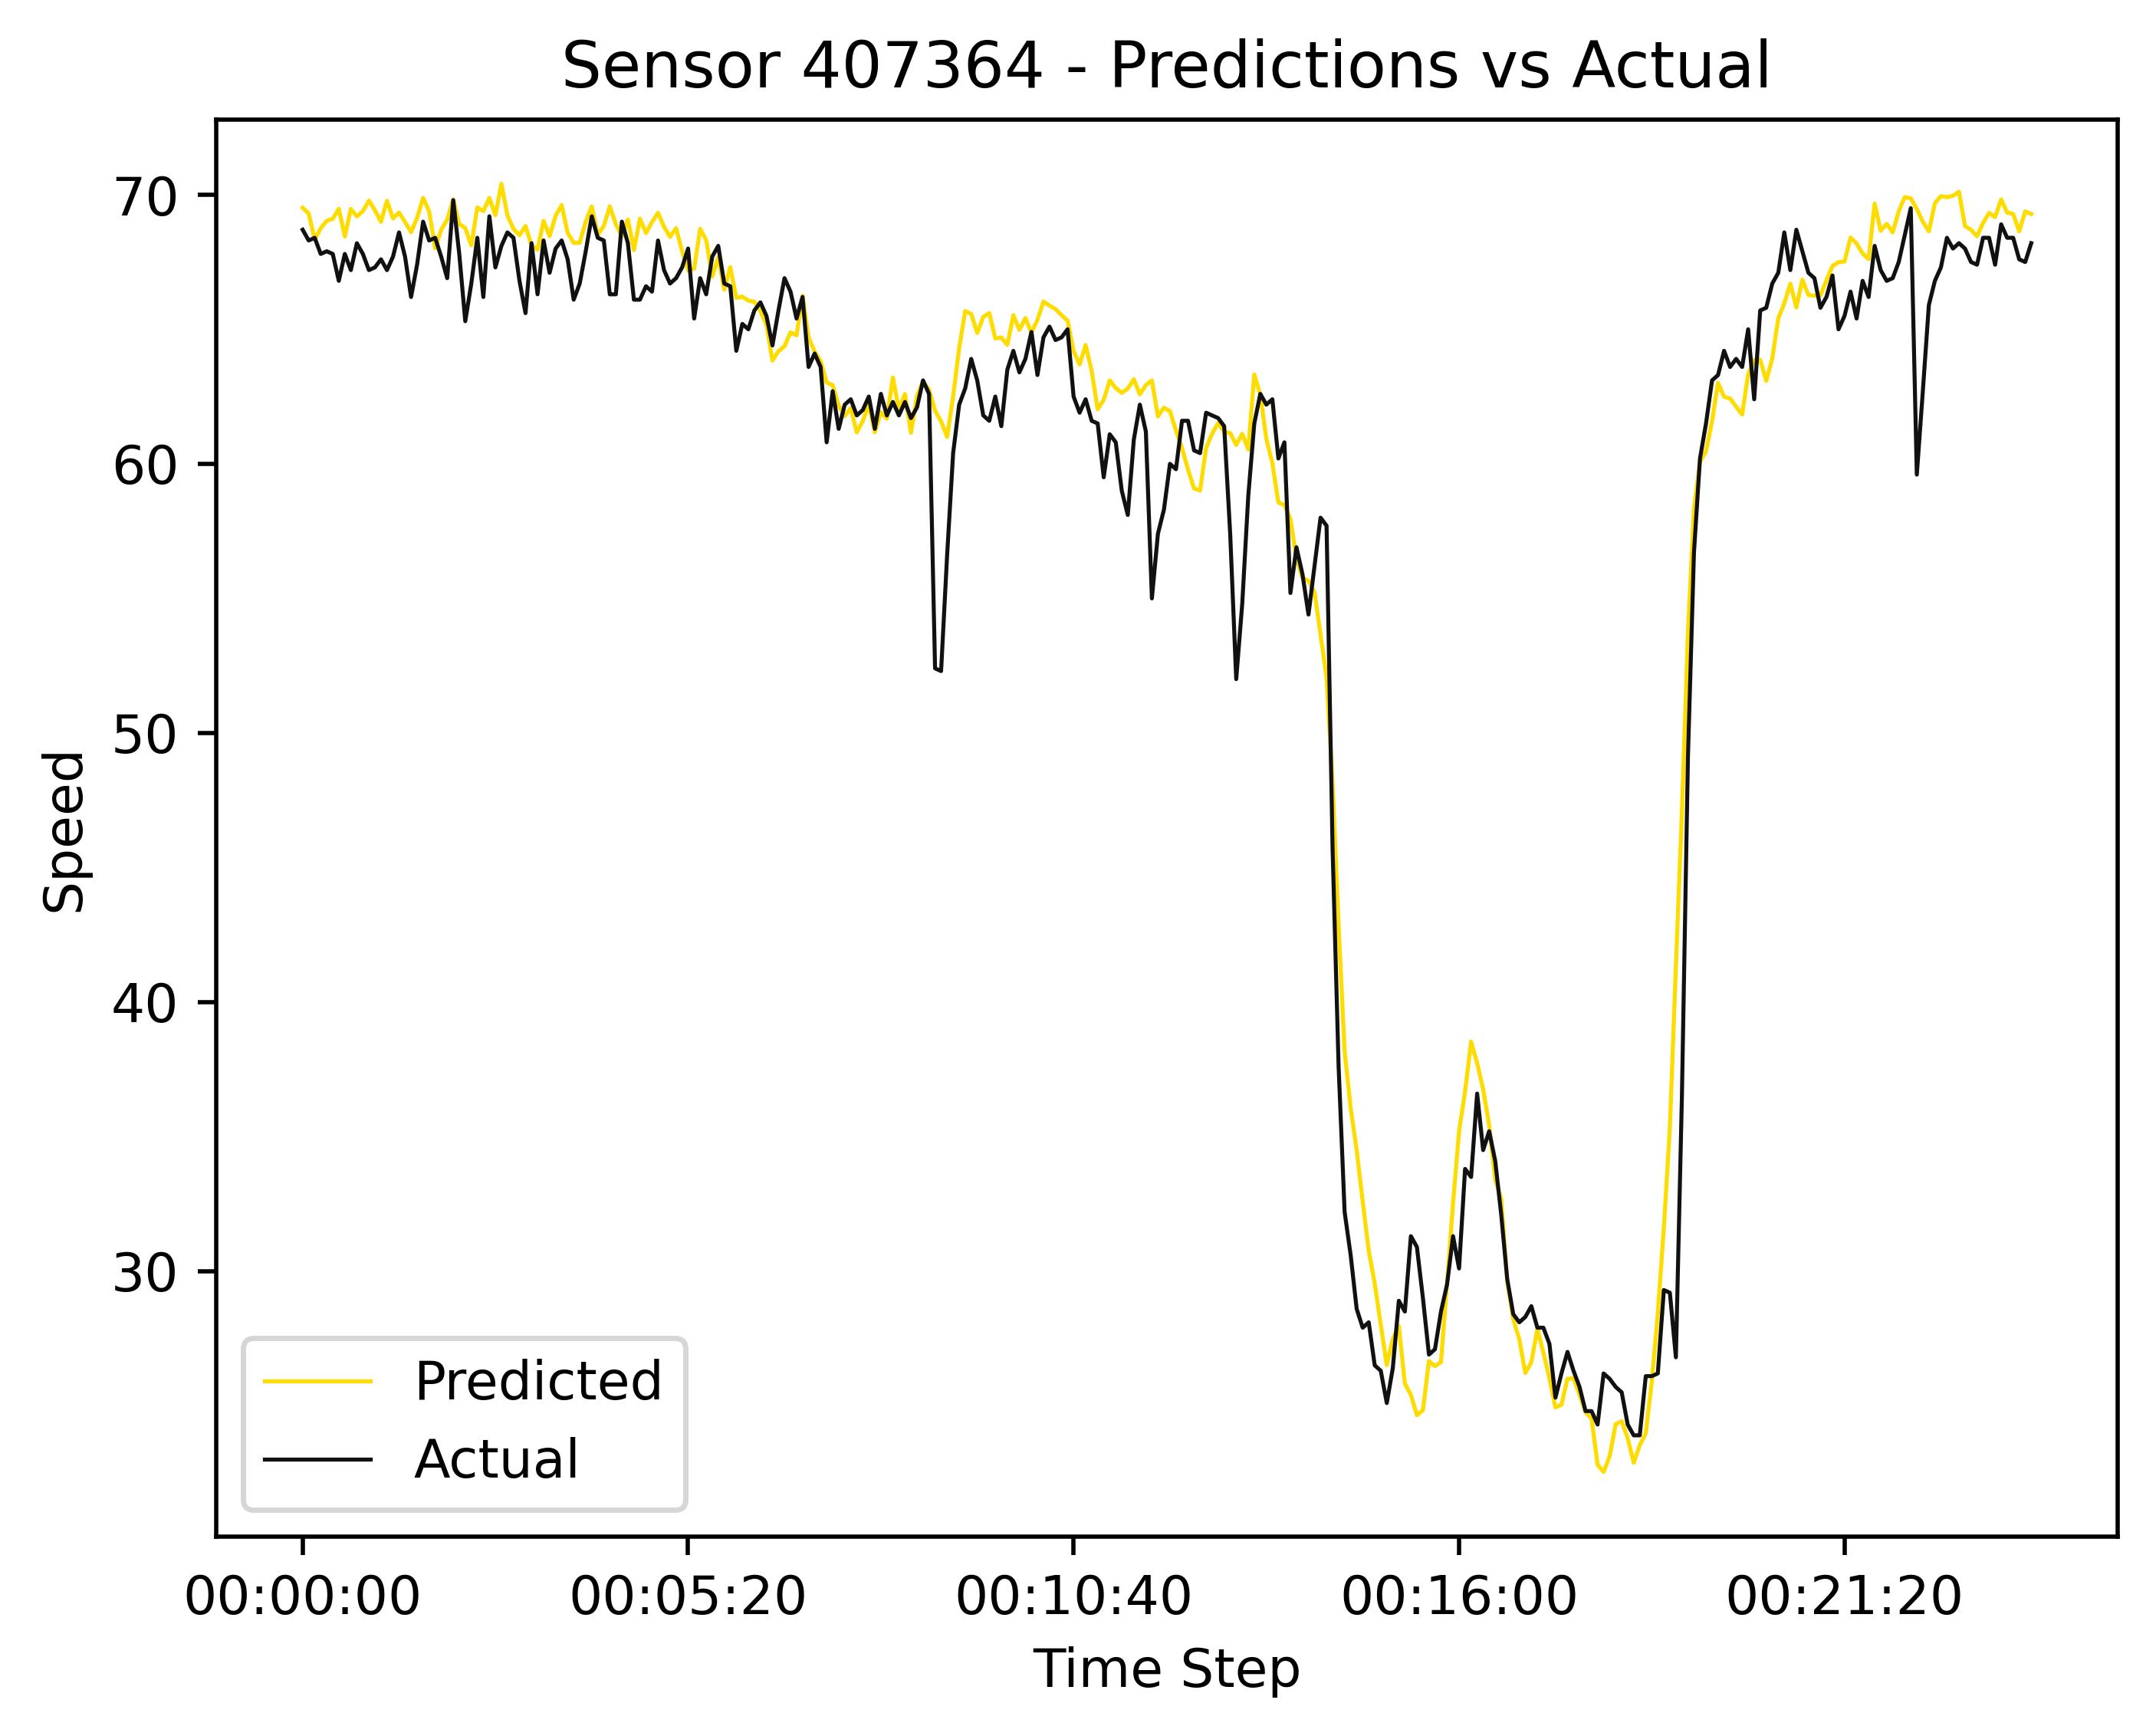 Sensor 407364 - Predictions vs Actual
70
60
50
40
30
Speed
Predicted
Actual
00:00:00 00:05:20 00:10:40 00:16:00 00:21:20
Time Step